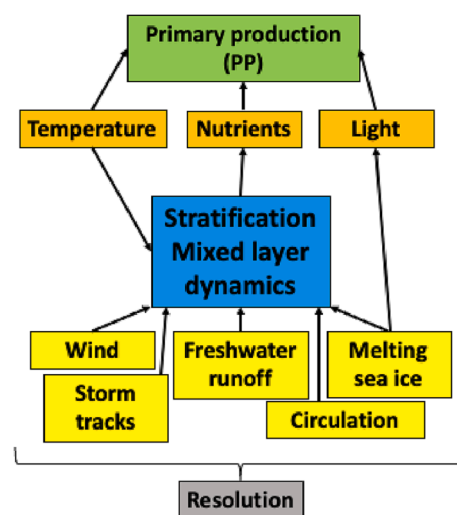 Primary production
(PP)
Temperature
Nutrients
Light
Stratification
Mixed layer
dynamics
Wind
Freshwater
runoff
Melting
sea ice
Storm
tracks
Circulation
Resolution